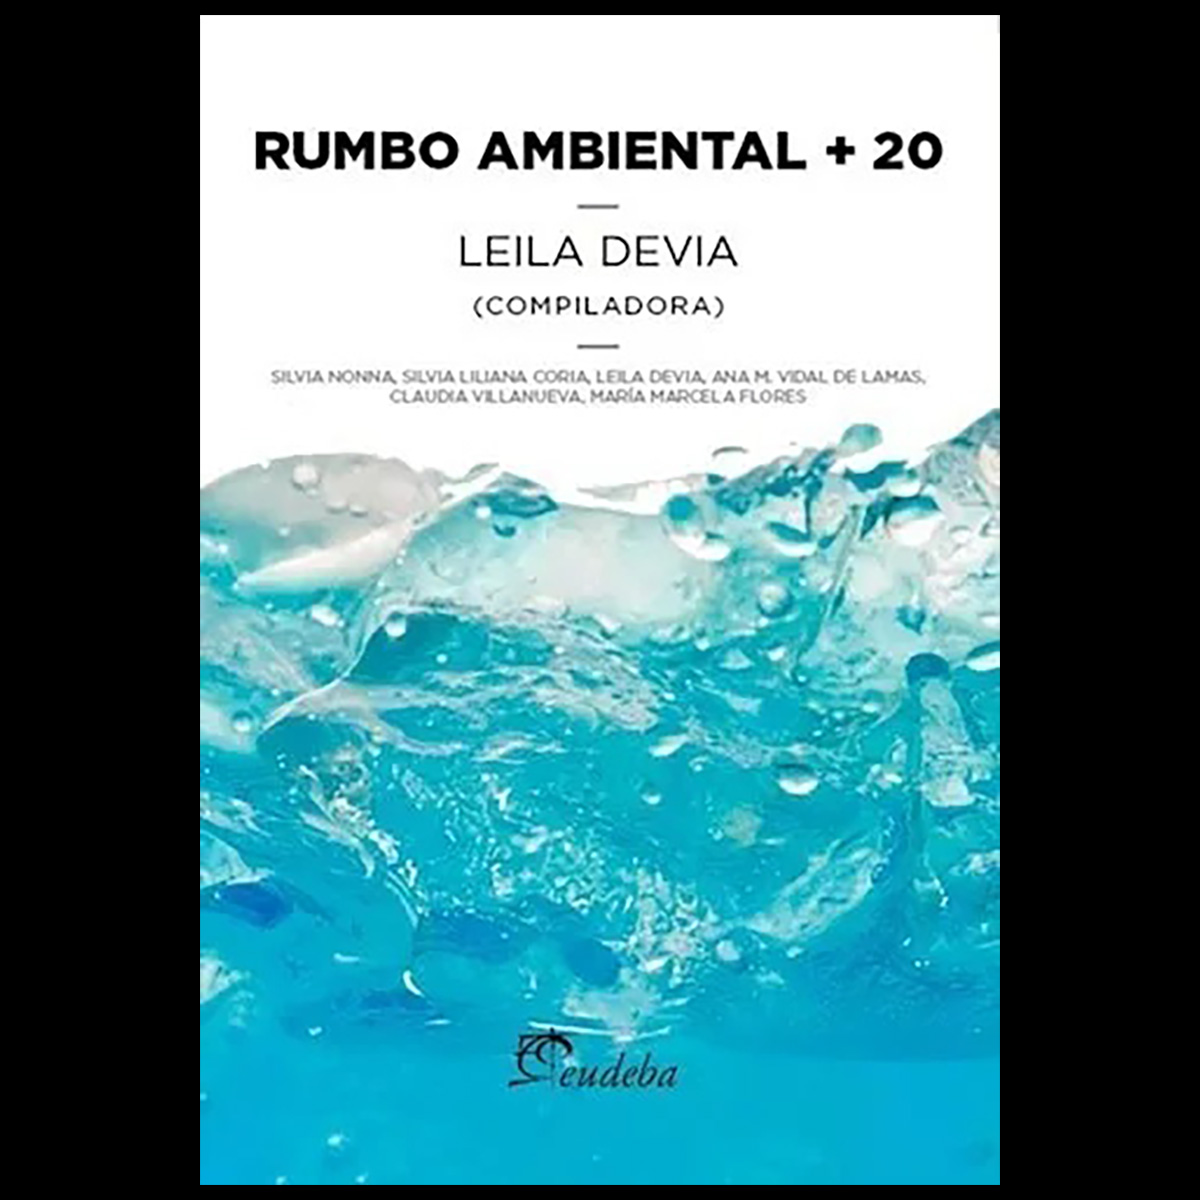 RUMBO AMBIENTAL + 20
LEILA DEVIA
(COMPILADORA)
SILVIA NONNA, SILVIA LILIANA CORIA, LEILA DEVIA, ANA M. VIDAL DE LAMAS,
CLAUDIA VILLANUEVA, MARÍA MARCELA FLORES
eudeba